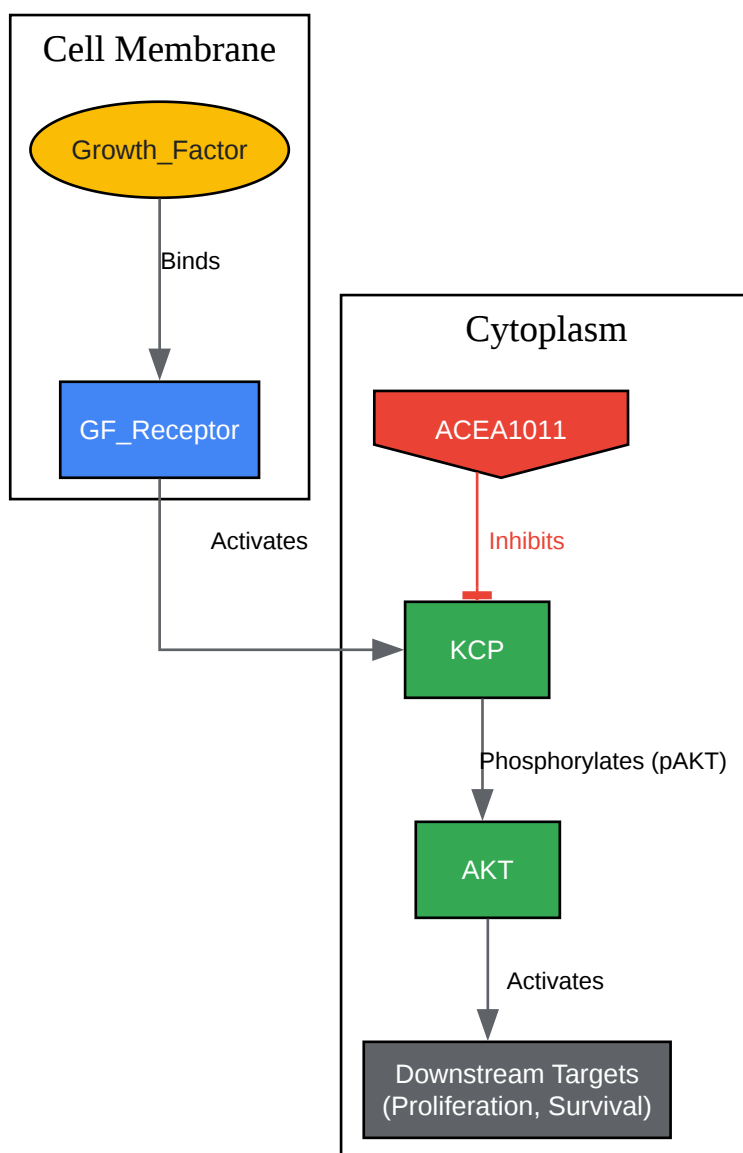 Cell Membrane
Growth_Factor
Binds
GF_Receptor
Activates
Cytoplasm
ACEA1011
Inhibits
KCP
Phosphorylates (pAKT)
AKT
Activates
Downstream Targets
(Proliferation, Survival)